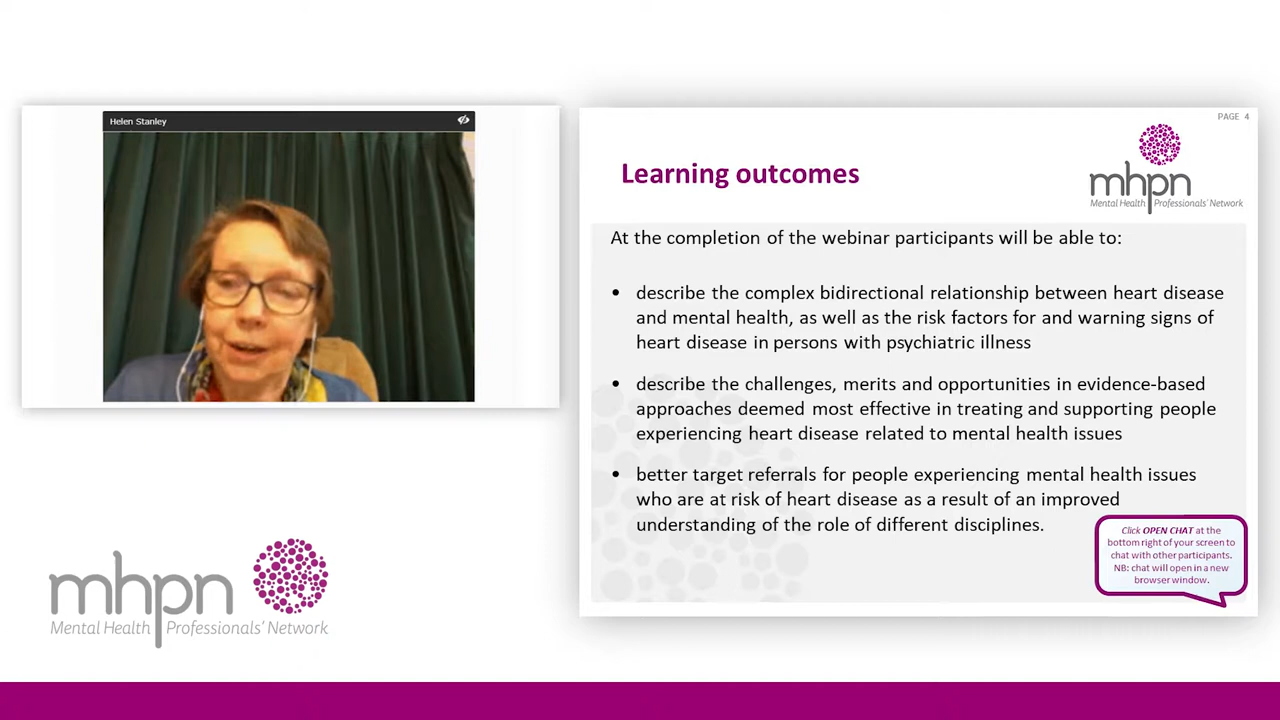 Helen Stanley
PAGE 4
Learning outcomes
mhpn
Mental Health Professionals' Network
At the completion of the webinar participants will be able to:
• describe the complex bidirectional relationship between heart disease
and mental health, as well as the risk factors for and warning signs of
heart disease in persons with psychiatric illness
• describe the challenges, merits and opportunities in evidence-based
approaches deemed most effective in treating and supporting people
experiencing heart disease related to mental health issues
• better target referrals for people experiencing mental health issues
who are at risk of heart disease as a result of an improved
understanding of the role of different disciplines.
Click OPEN CHAT at the
bottom right of your screen to
chat with other participants.
NB: chat will open in a new
browser window.
mhpn
Mental Health Professionals' Network